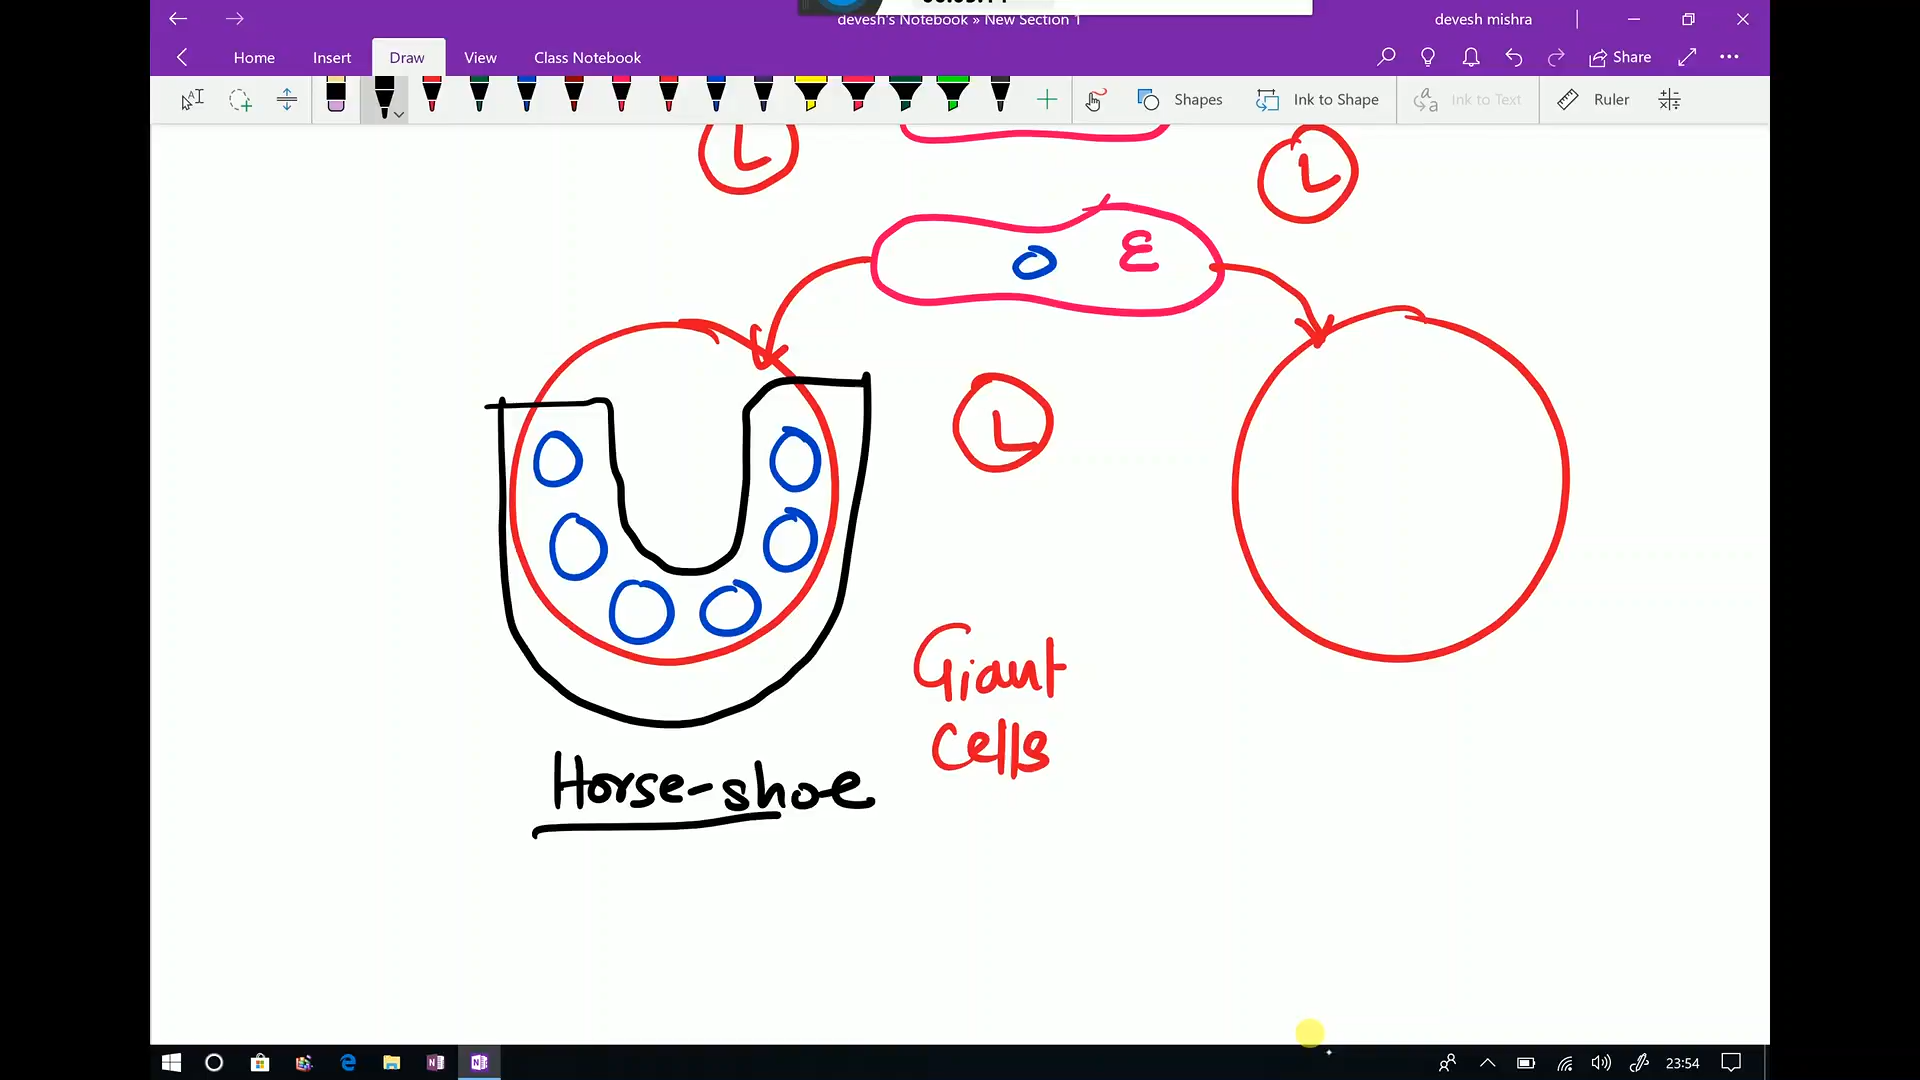 devesh's Notebook » New Section 1
devesh mishra
Home
Insert
Draw
View
Class Notebook
Share
Shapes
Ink to Shape
Ink to Text
Ruler
L
L
ε
L
Giant
Cells
Horse-shoe
23:54